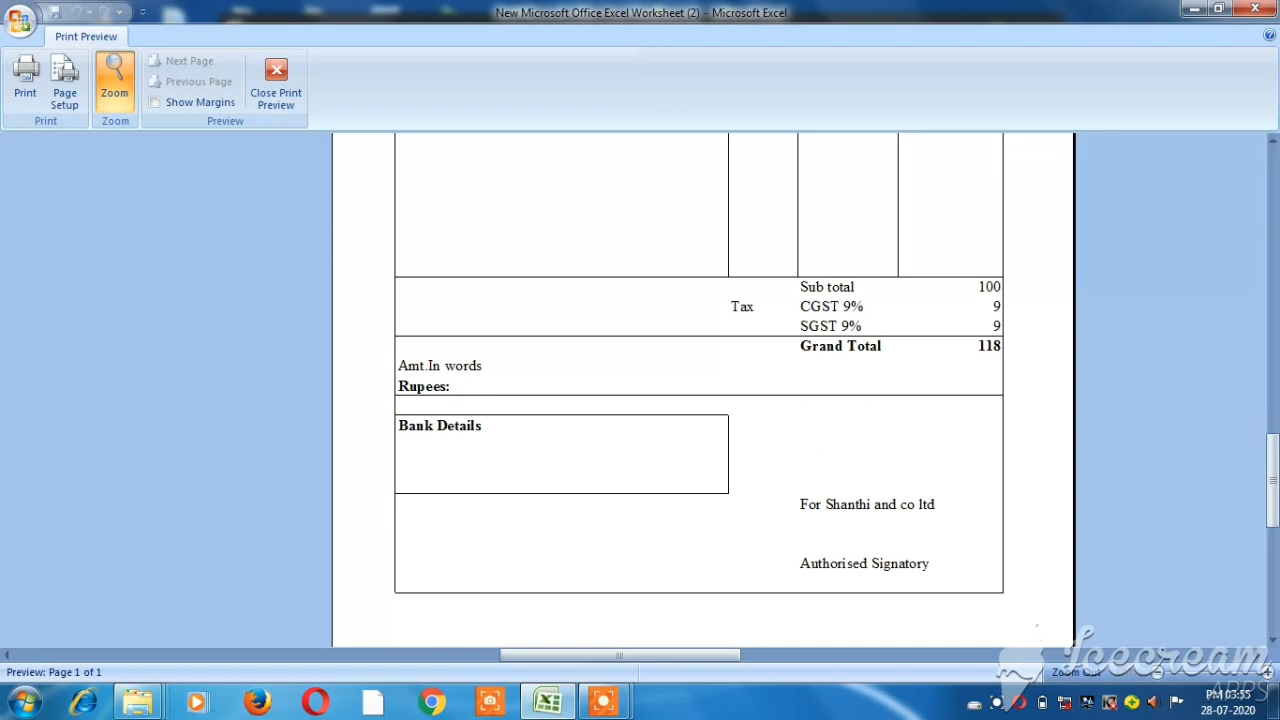 New Microsoft Office Excel Worksheet (2) - Microsoft Excel
Print Preview
Print
Page Setup
Zoom
Next Page
Previous Page
Show Margins
Close Print Preview
Print
Zoom
Preview
Sub total 100
Tax CGST 9% 9
SGST 9% 9
Grand Total 118
Amt.In words
Rupees:
Bank Details
For Shanthi and co ltd
Authorised Signatory
Icecream
APPS
Preview: Page 1 of 1
Zoom Out
PM 03:55
28-07-2020